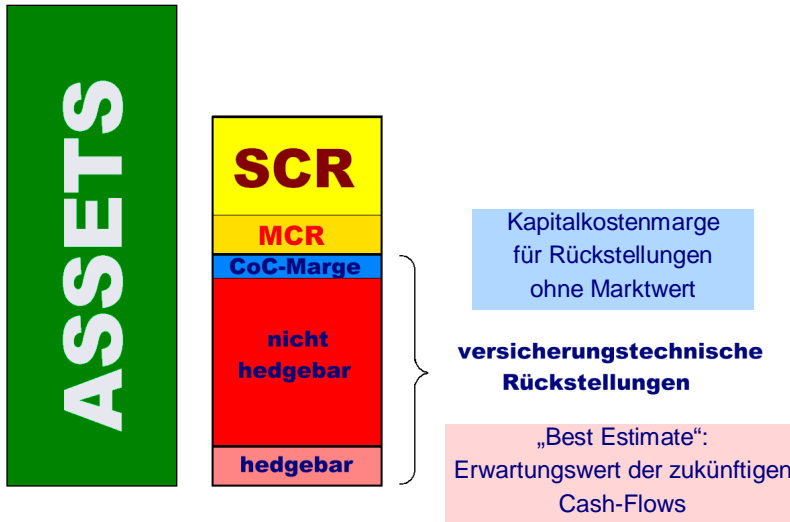 ASSETS
SCR
MCR
CoC-Marge
nicht
hedgebar
hedgebar
Kapitalkostenmarge
für Rückstellungen
ohne Marktwert
versicherungstechnische
Rückstellungen
„Best Estimate“:
Erwartungswert der zukünftigen
Cash-Flows